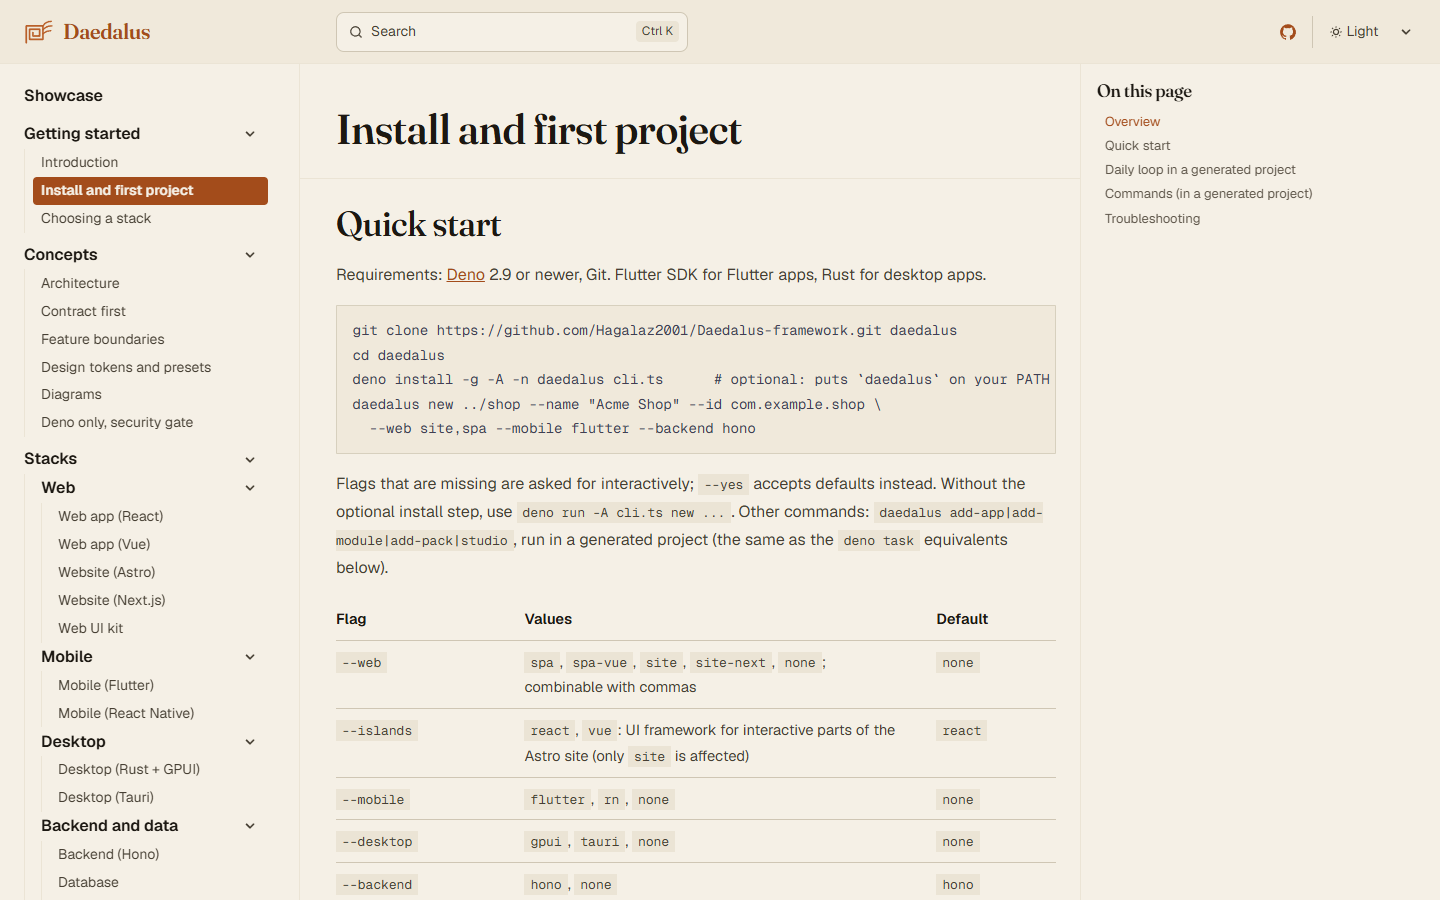 Daedalus
Search
Ctrl K
Light
Showcase
Getting started
Introduction
Install and first project
Choosing a stack
Concepts
Architecture
Contract first
Feature boundaries
Design tokens and presets
Diagrams
Deno only, security gate
Stacks
Web
Web app (React)
Web app (Vue)
Website (Astro)
Website (Next.js)
Web UI kit
Mobile
Mobile (Flutter)
Mobile (React Native)
Desktop
Desktop (Rust + GPUI)
Desktop (Tauri)
Backend and data
Backend (Hono)
Database
Install and first project
Quick start
Requirements: Deno 2.9 or newer, Git. Flutter SDK for Flutter apps, Rust for desktop apps.
git clone https://github.com/Hagalaz2001/Daedalus-framework.git daedalus
cd daedalus
deno install -g -A -n daedalus cli.ts      # optional: puts `daedalus` on your PATH
daedalus new ../shop --name "Acme Shop" --id com.example.shop \
  --web site,spa --mobile flutter --backend hono
Flags that are missing are asked for interactively; --yes accepts defaults instead. Without the
optional install step, use deno run -A cli.ts new ... . Other commands: daedalus add-app|add-
module|add-pack|studio , run in a generated project (the same as the deno task equivalents
below).
Flag Values Default
--web spa , spa-vue , site , site-next , none ; none
combinable with commas
--islands react , vue : UI framework for interactive parts of the react
Astro site (only site is affected)
--mobile flutter , rn , none none
--desktop gpui , tauri , none none
--backend hono , none hono
On this page
Overview
Quick start
Daily loop in a generated project
Commands (in a generated project)
Troubleshooting